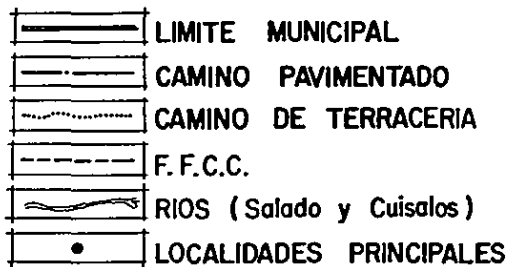 LIMITE MUNICIPAL
CAMINO PAVIMENTADO
CAMINO DE TERRACERIA
F.F.C.C.
RIOS (Salado y Cuisalos)
LOCALIDADES PRINCIPALES